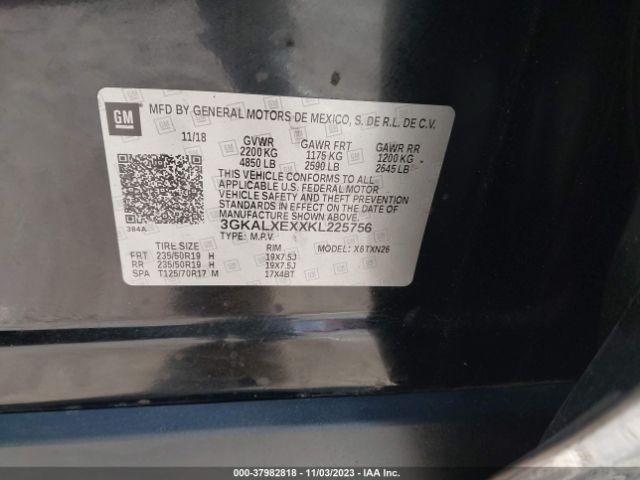 GM
MFD BY GENERAL MOTORS DE MEXICO, S. DE R.L. DE C.V.
11/18 GVWR GAWR FRT GAWR RR
2200 KG 1175 KG 1200 KG
4850 LB 2590 LB 2645 LB
THIS VEHICLE CONFORMS TO ALL
APPLICABLE U.S. FEDERAL MOTOR
VEHICLE SAFETY AND THEFT PREVENTION
STANDARDS IN EFFECT ON THE DATE OF
MANUFACTURE SHOWN ABOVE.
384A 3GKALXEXXKL225756
TYPE: M.P.V. MODEL: X6TXN26
TIRE SIZE RIM
FRT 235/50R19 H 19X7.5J
RR 235/50R19 H 19X7.5J
SPA T125/70R17 M 17X4BT
000-37982818 - 11/03/2023 - IAA, Inc.